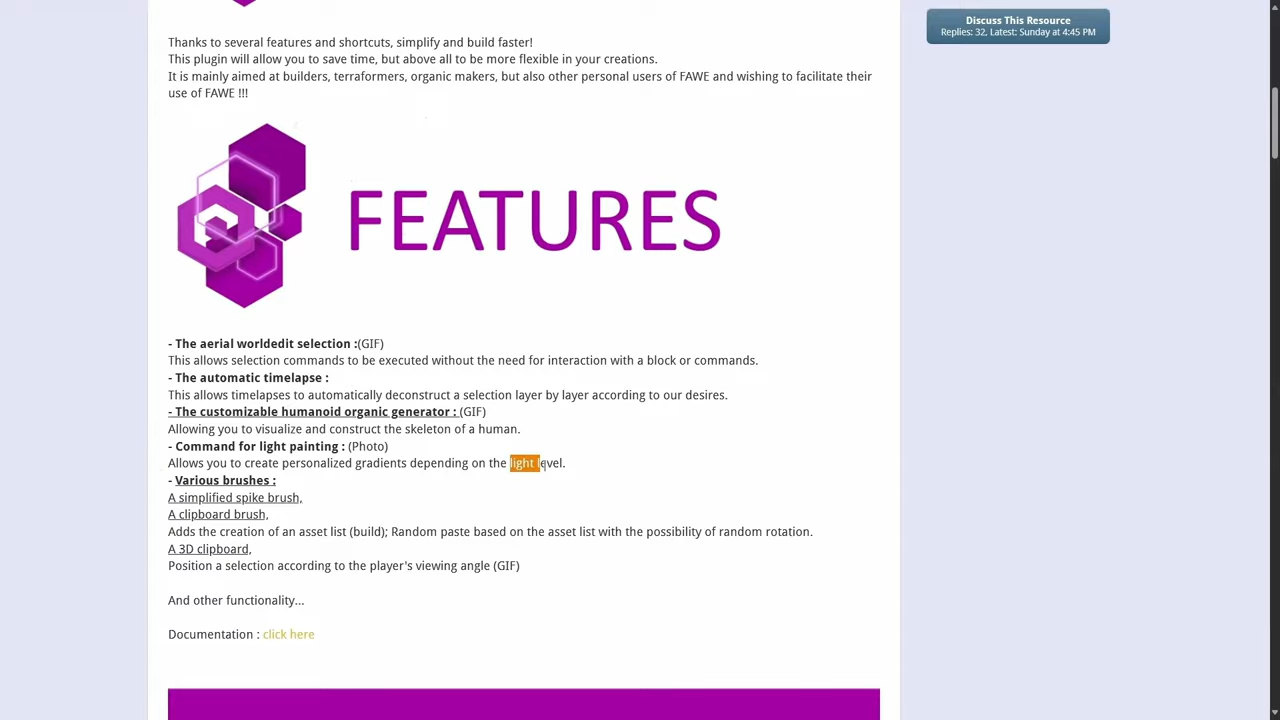 Discuss This Resource
Replies: 32, Latest: Sunday at 4:45 PM
Thanks to several features and shortcuts, simplify and build faster!
This plugin will allow you to save time, but above all to be more flexible in your creations.
It is mainly aimed at builders, terraformers, organic makers, but also other personal users of FAWE and wishing to facilitate their
use of FAWE !!!
FEATURES
- The aerial worldedit selection :(GIF)
This allows selection commands to be executed without the need for interaction with a block or commands.
- The automatic timelapse :
This allows timelapses to automatically deconstruct a selection layer by layer according to our desires.
- The customizable humanoid organic generator : (GIF)
Allowing you to visualize and construct the skeleton of a human.
- Command for light painting : (Photo)
Allows you to create personalized gradients depending on the light level.
- Various brushes :
A simplified spike brush,
A clipboard brush,
Adds the creation of an asset list (build); Random paste based on the asset list with the possibility of random rotation.
A 3D clipboard,
Position a selection according to the player's viewing angle (GIF)
And other functionality...
Documentation : click here